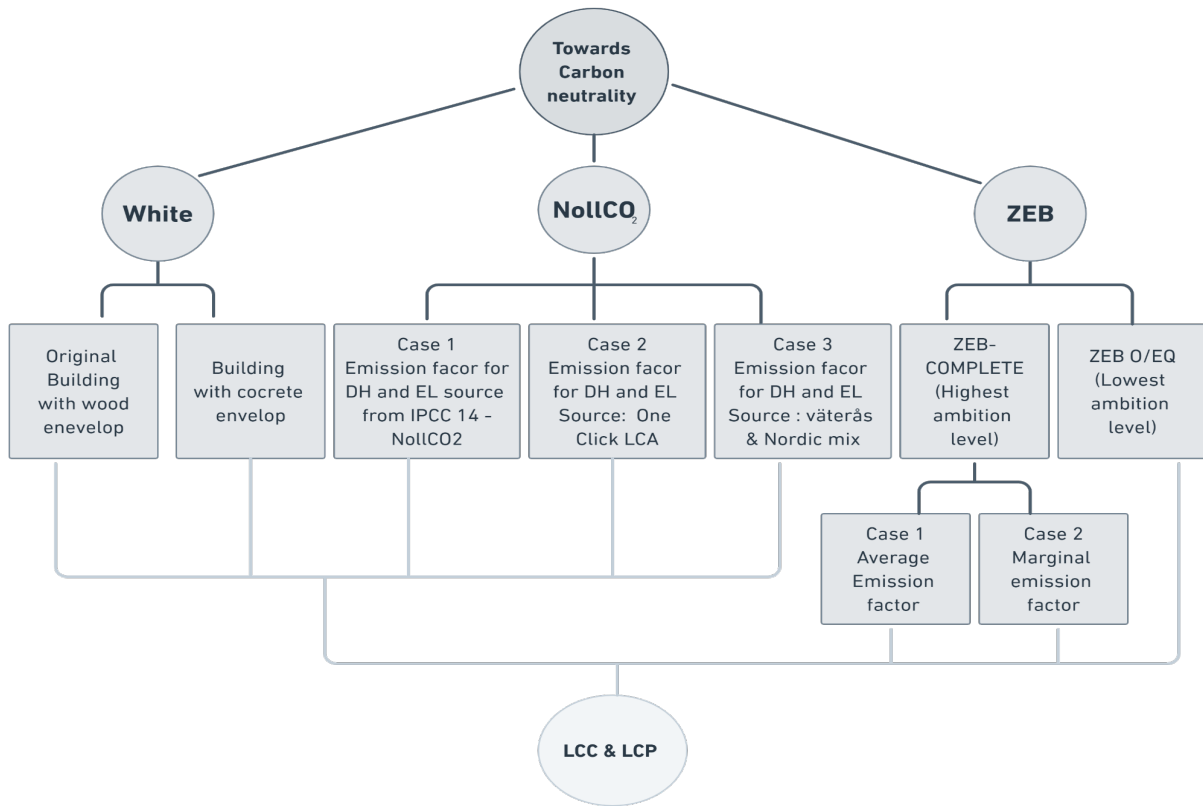 Towards
Carbon
neutrality
White
NollCO₂
ZEB
Original
Building
with wood
enevelop
Building
with cocrete
envelop
Case 1
Emission facor for
DH and EL source
from IPCC 14 -
NollCO2
Case 2
Emission facor
for DH and EL
Source: One
Click LCA
Case 3
Emission facor
for DH and EL
Source : väterås
& Nordic mix
ZEB-
COMPLETE
(Highest
ambition
level)
ZEB O/EQ
(Lowest
ambition
level)
Case 1
Average
Emission
factor
Case 2
Marginal
emission
factor
LCC & LCP